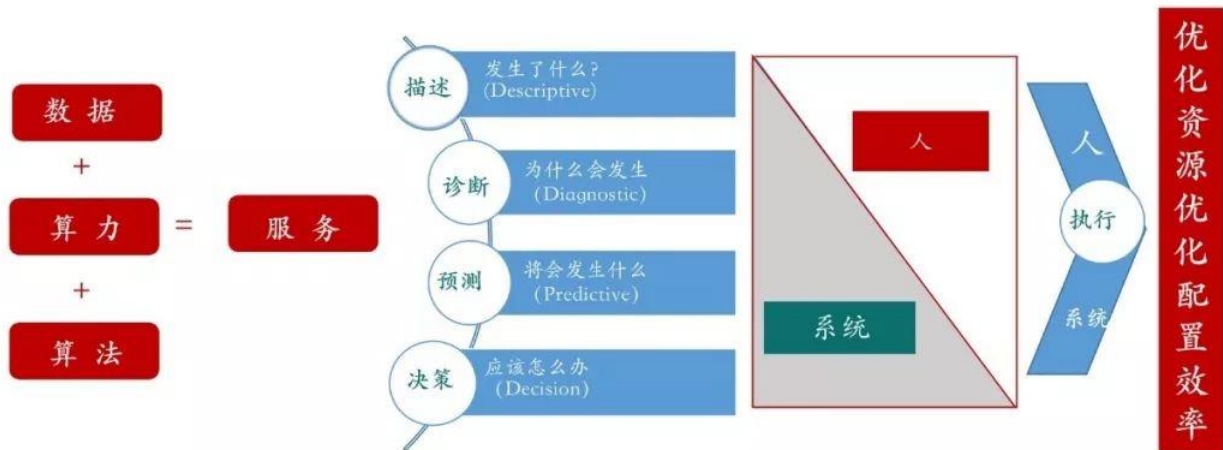 数据
+
算力
=
服务
+
算法
描述
发生了什么?
(Descriptive)
诊断
为什么会发生
(Diagnostic)
预测
将会发生什么
(Predictive)
决策
应该怎么办
(Decision)
人
系统
人
执行
系统
优化资源优化配置效率